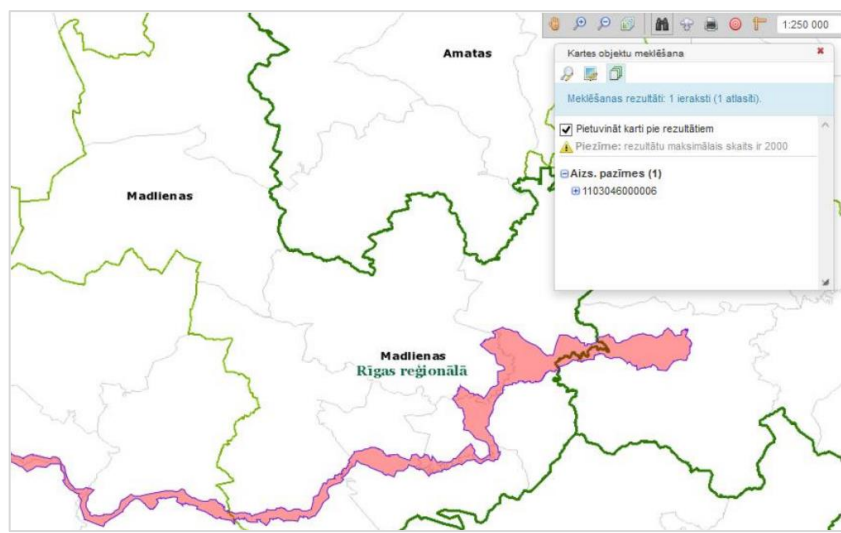 1:250 000
Amatas
Kartes objektu meklēšana
Meklēšanas rezultāti: 1 ieraksti (1 atlasīti).
Pietuvināt karti pie rezultātiem
Piezīme: rezultātu maksimālais skaits ir 2000
Aizs. pazīmes (1)
1103046000006
Madlienas
Madlienas
Rīgas reģionālā